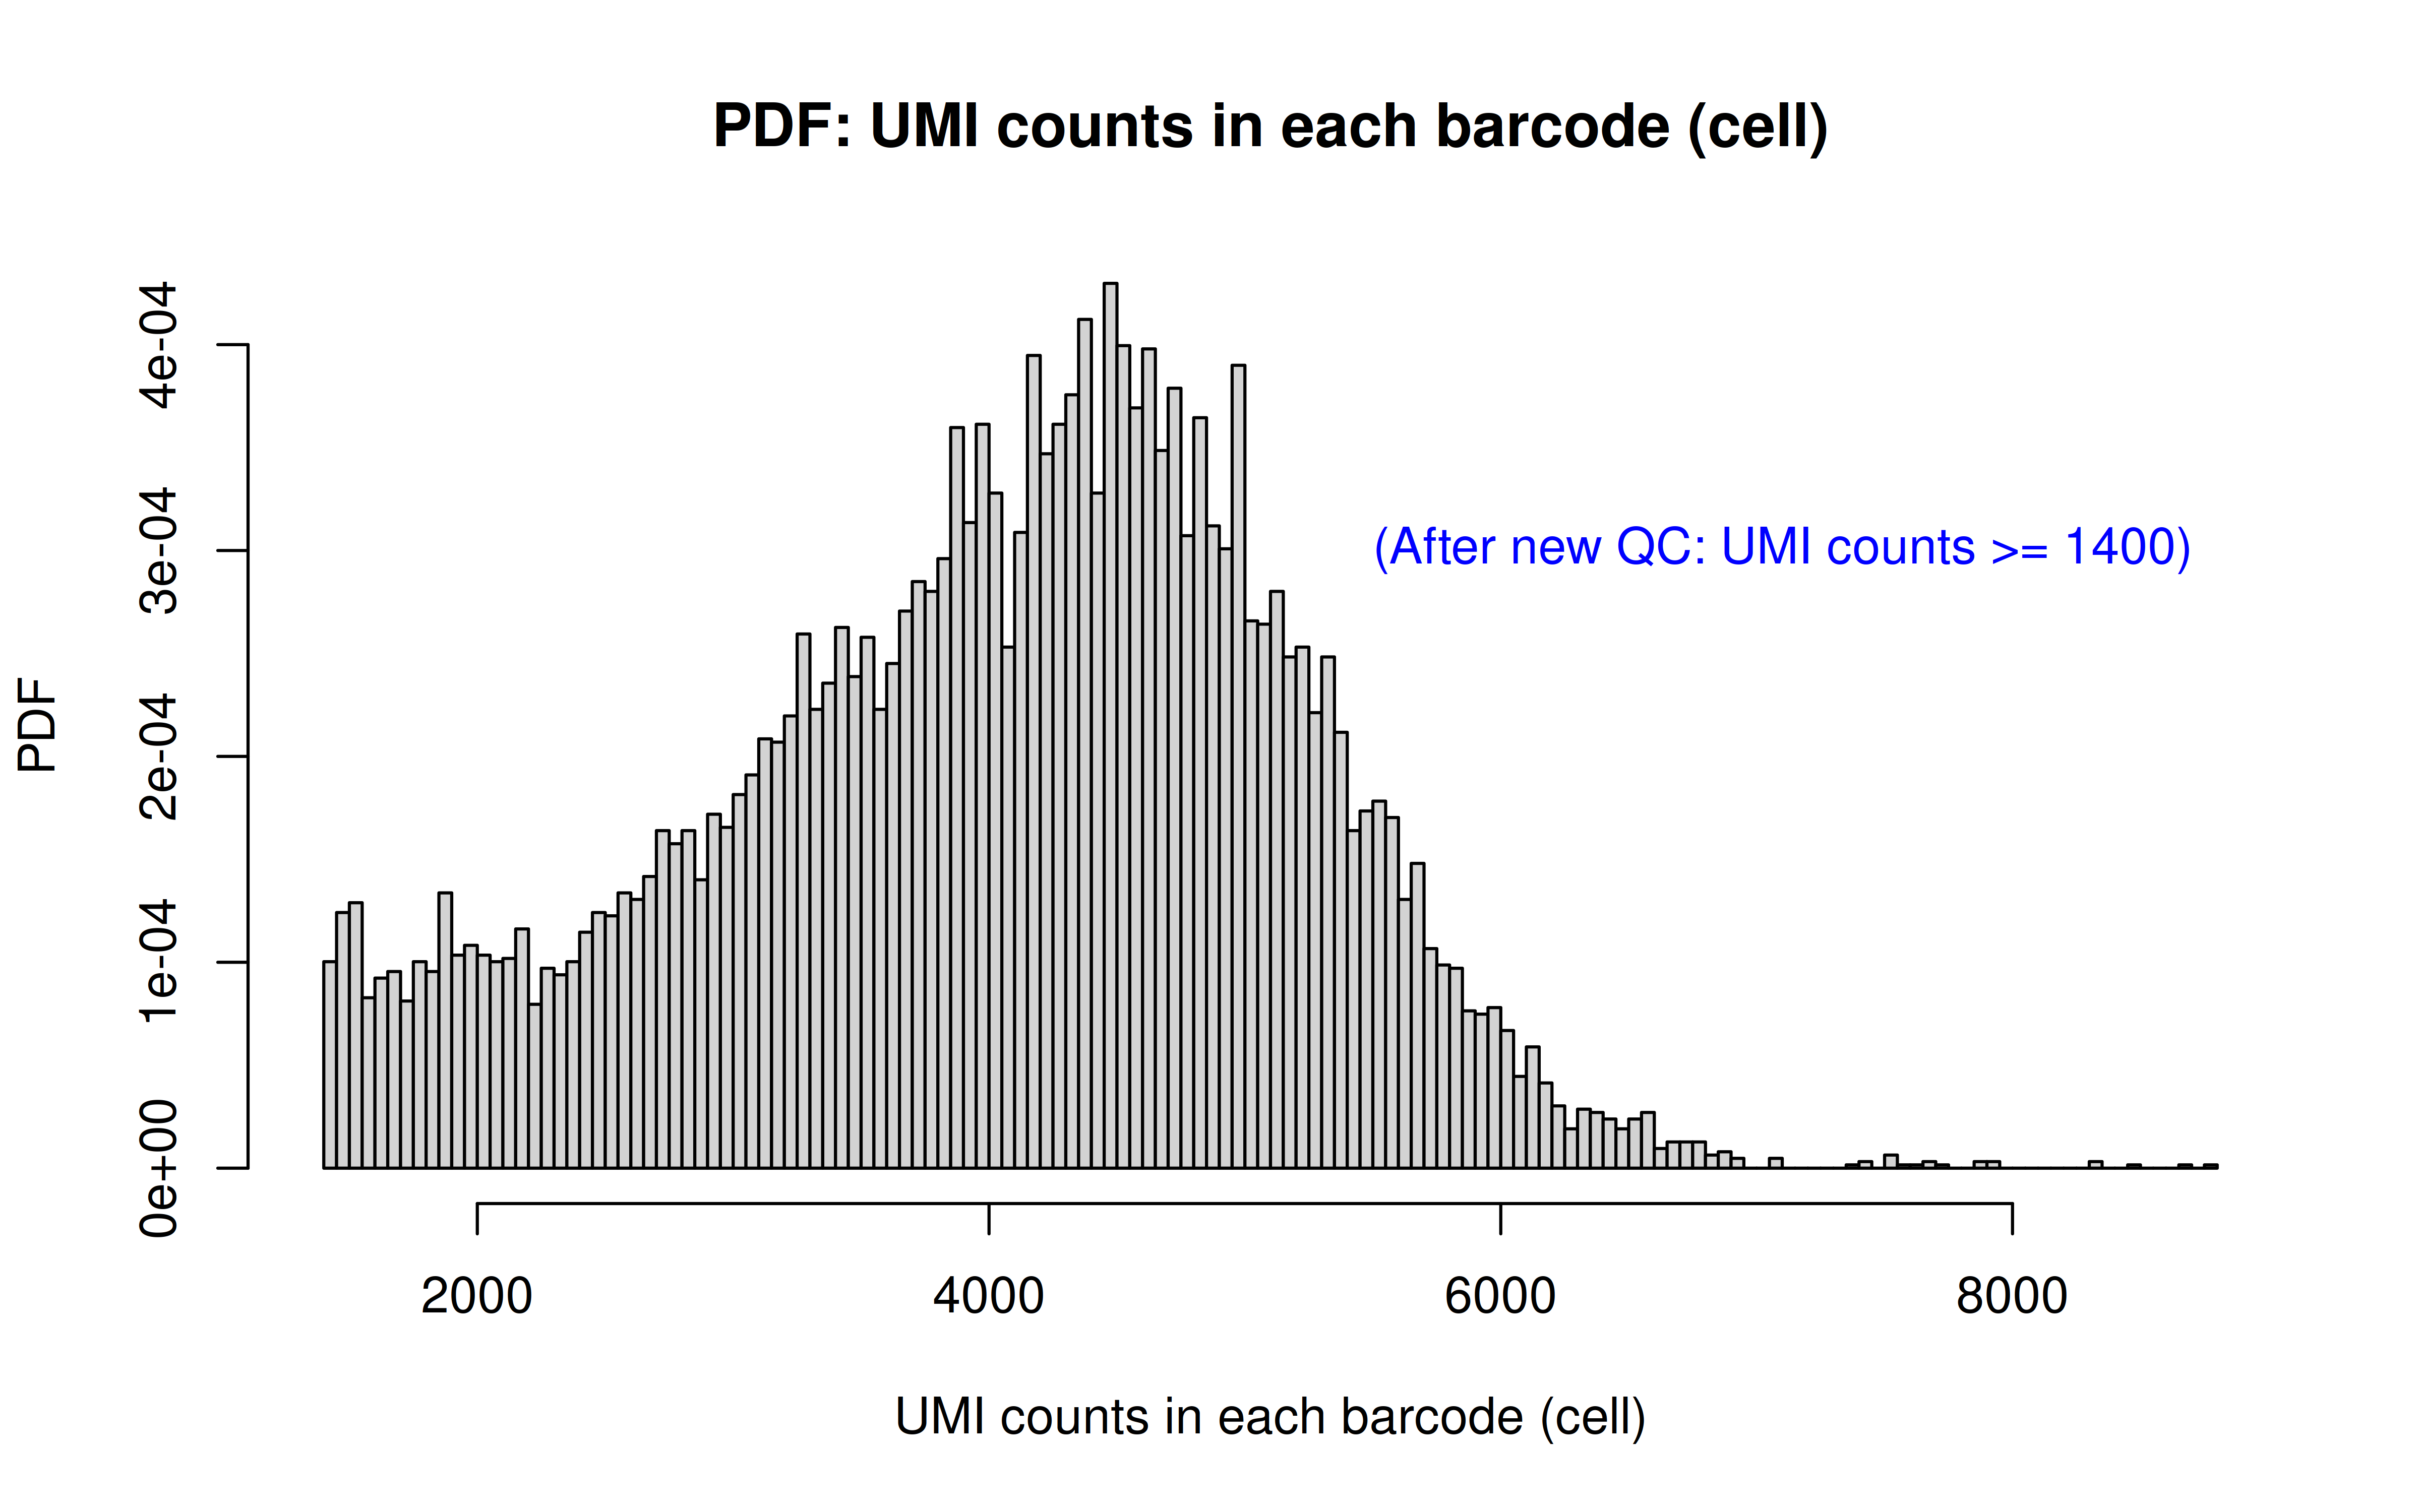 PDF: UMI counts in each barcode (cell)
4e-04
3e-04
2e-04
1e-04
0e+00
PDF
(After new QC: UMI counts >= 1400)
2000 4000 6000 8000
UMI counts in each barcode (cell)